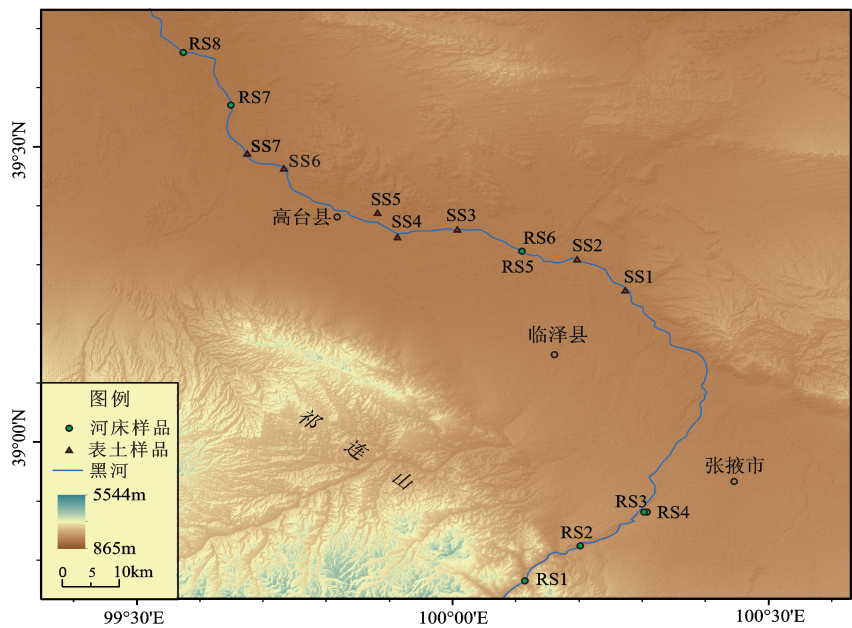 RS8
RS7
39°30′N
SS7
SS6
SS5
高台县
SS4
SS3
RS6
RS5
SS2
SS1
临泽县
图例
河床样品
表土样品
黑河
5544m
865m
0 5 10km
祁连山
39°00′N
张掖市
RS3
RS4
RS2
RS1
99°30′E
100°00′E
100°30′E